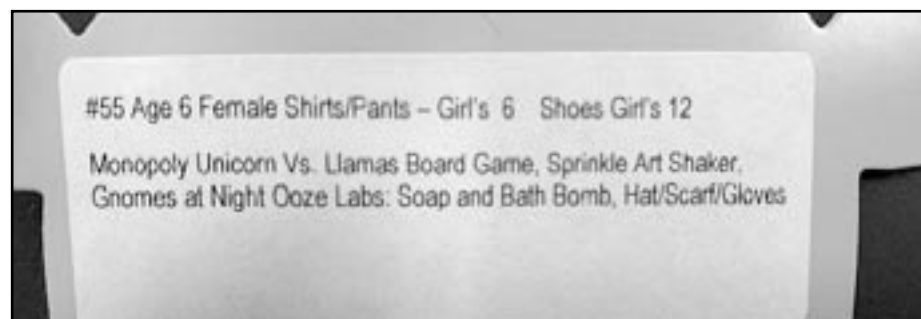 #55 Age 6 Female Shirts/Pants – Girl's 6 Shoes Girl's 12
Monopoly Unicorn Vs. Llamas Board Game, Sprinkle Art Shaker,
Gnomes at Night Ooze Labs: Soap and Bath Bomb, Hat/Scarf/Gloves